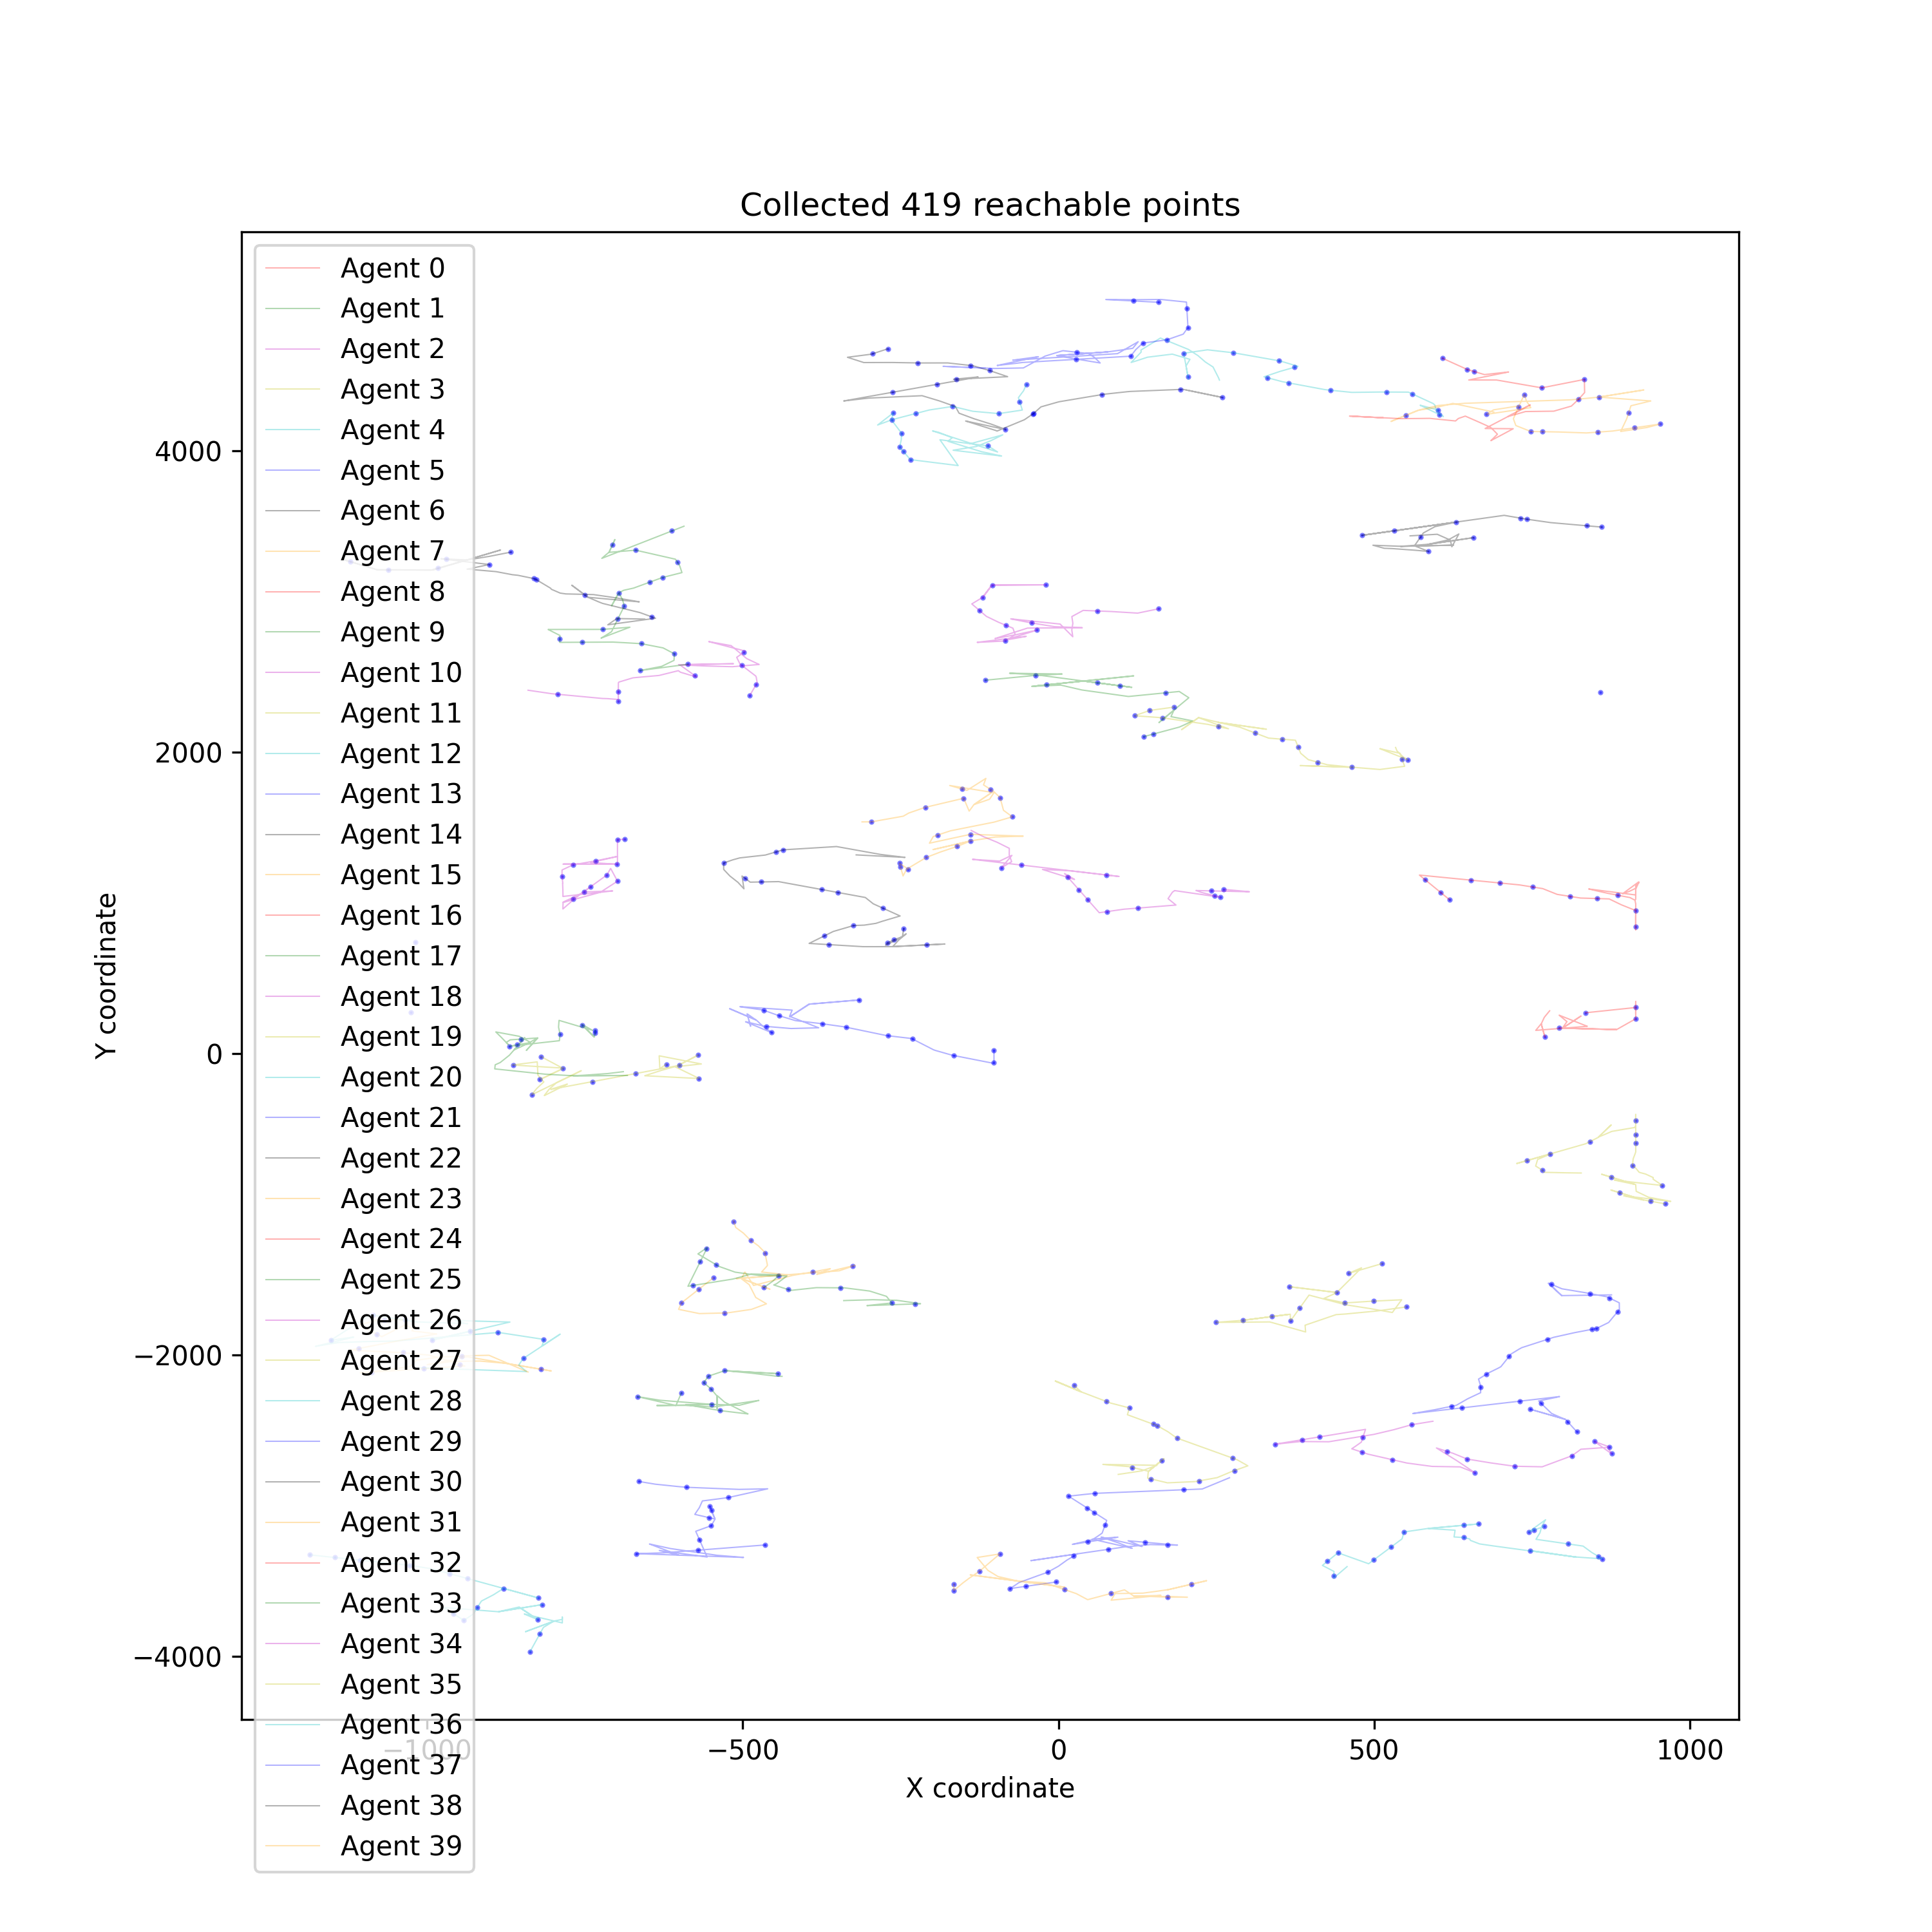 Collected 419 reachable points
Agent 0
Agent 1
Agent 2
Agent 3
Agent 4
Agent 5
Agent 6
Agent 7
Agent 8
Agent 9
Agent 10
Agent 11
Agent 12
Agent 13
Agent 14
Agent 15
Agent 16
Agent 17
Agent 18
Agent 19
Agent 20
Agent 21
Agent 22
Agent 23
Agent 24
Agent 25
Agent 26
Agent 27
Agent 28
Agent 29
Agent 30
Agent 31
Agent 32
Agent 33
Agent 34
Agent 35
Agent 36
Agent 37
Agent 38
Agent 39
4000
2000
0
−2000
−4000
Y coordinate
−1000
−500
0
500
1000
X coordinate